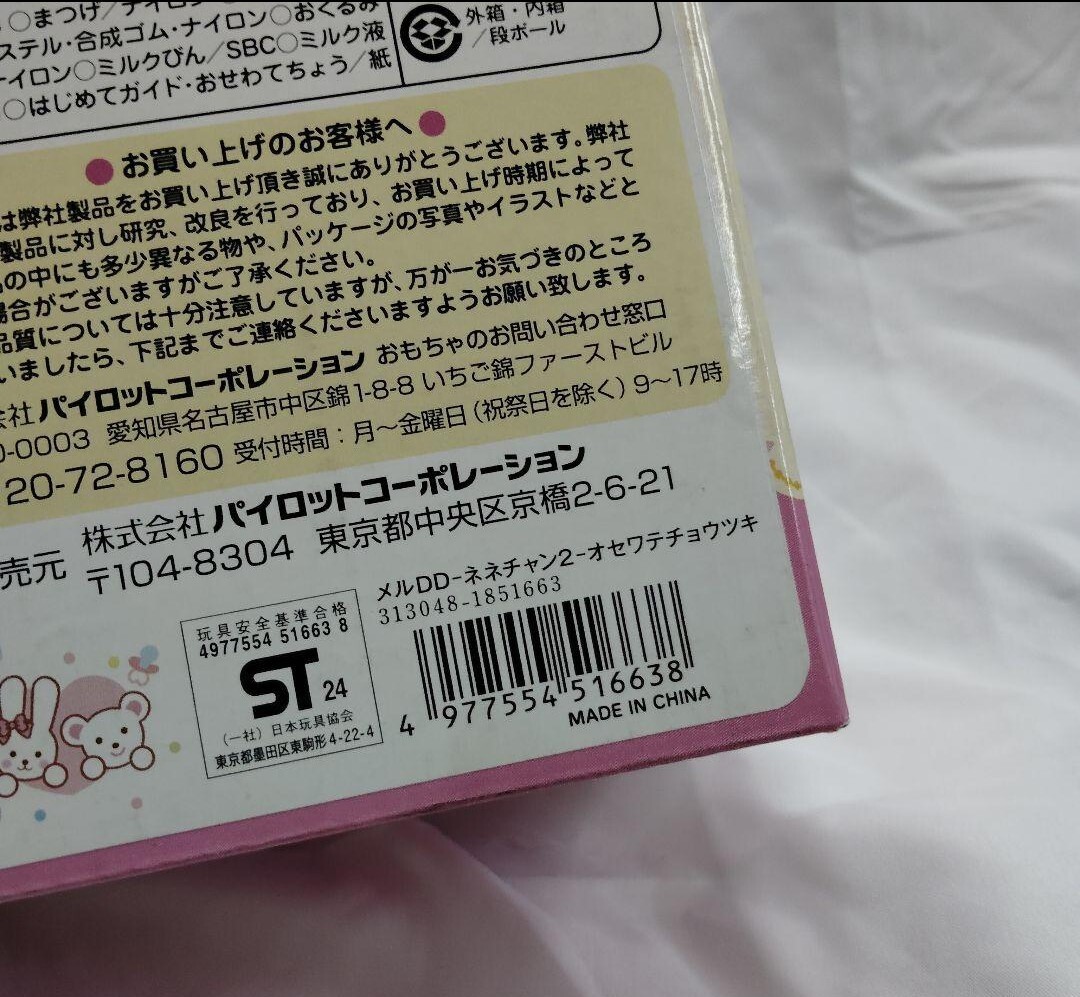 ○まつげ/ナイロン○
ステル・合成ゴム・ナイロン○おくるみ
ナイロン○ミルクびん/SBC○ミルク液
○はじめてガイド・おせわてちょう/紙
外箱・内箱
/段ボール
●お買い上げのお客様へ●
は弊社製品をお買い上げ頂き誠にありがとうございます。弊社
製品に対し研究、改良を行っており、お買い上げ時期によって
の中にも多少異なる物や、パッケージの写真やイラストなどと
場合がございますがご了承ください。
品質については十分注意していますが、万が一お気づきのところ
いましたら、下記までご連絡くださいますようお願い致します。
会社 パイロットコーポレーション おもちゃのお問い合わせ窓口
0-0003 愛知県名古屋市中区錦1-8-8 いちご錦ファーストビル
20-72-8160 受付時間：月〜金曜日（祝祭日を除く）9〜17時
売元 株式会社パイロットコーポレーション
〒104-8304 東京都中央区京橋2-6-21
メルDD-ネネチャン2-オセワテチョウツキ
313048-1851663
玩具安全基準合格
4977554 51663 8
ST 24
（一社）日本玩具協会
東京都墨田区東駒形4-22-4
4 977554 516638
MADE IN CHINA